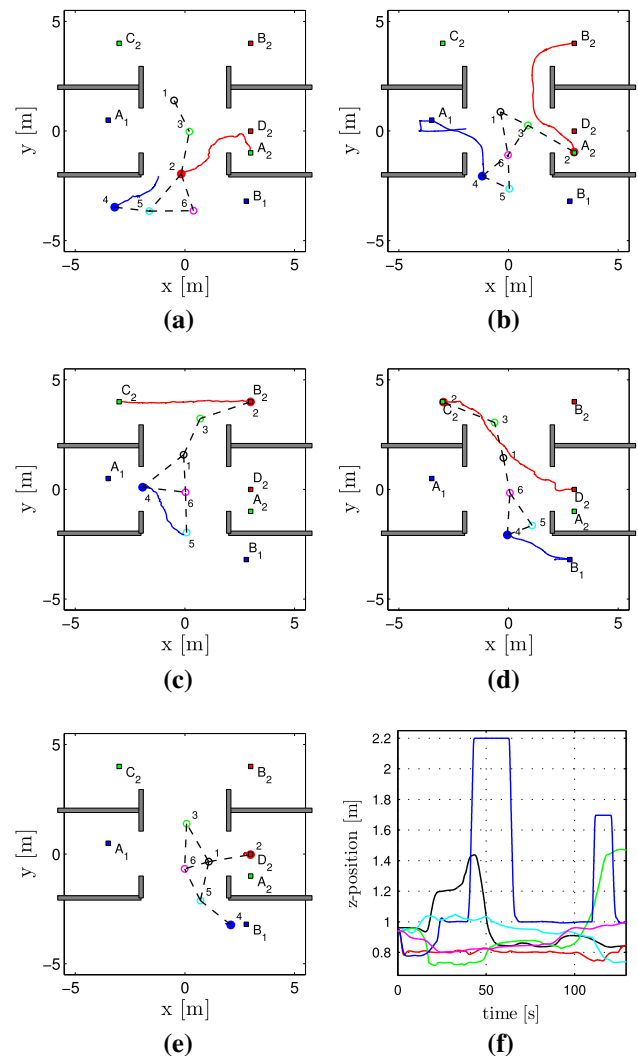 5
0
−5
y [m]
C₂
B₂
A₁
D₂
A₂
B₁
1
3
2
4
5
6
−5
0
5
x [m]
(a)
5
0
−5
y [m]
C₂
B₂
A₁
D₂
A₂
B₁
1
3
2
6
4
5
−5
0
5
x [m]
(b)
5
0
−5
y [m]
C₂
B₂
2
3
1
A₁
4
6
D₂
A₂
5
B₁
−5
0
5
x [m]
(c)
5
0
−5
y [m]
C₂
2
B₂
3
1
A₁
6
D₂
A₂
4
5
B₁
−5
0
5
x [m]
(d)
5
0
−5
y [m]
C₂
B₂
3
A₁
1
2
6
D₂
A₂
5
4
B₁
−5
0
5
x [m]
(e)
2.2
2
1.8
1.6
1.4
1.2
1
0.8
z-position [m]
0
50
100
time [s]
(f)